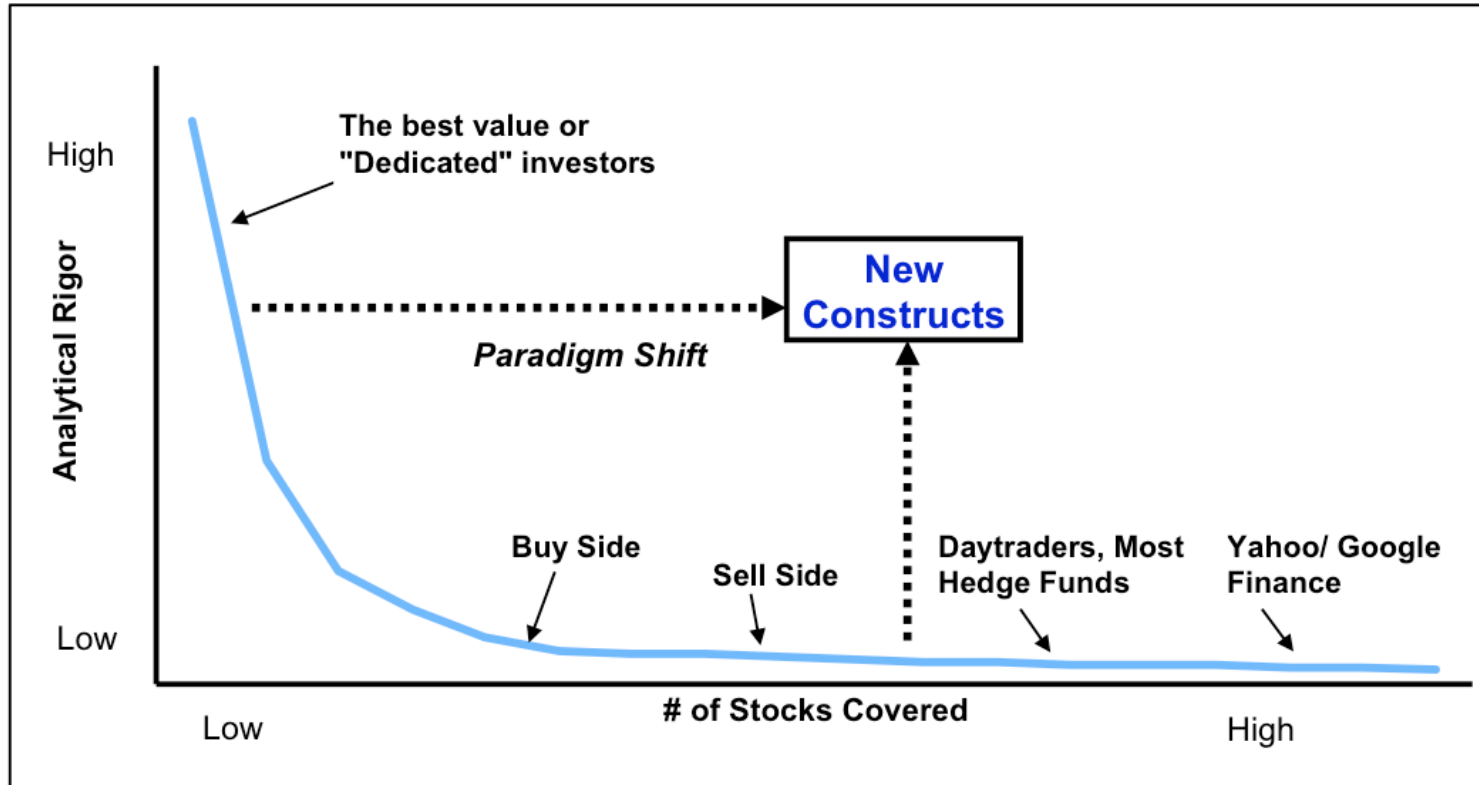 The best value or
"Dedicated" investors
High
Analytical Rigor
New
Constructs
Paradigm Shift
Buy Side
Sell Side
Daytraders, Most
Hedge Funds
Yahoo/ Google
Finance
Low
# of Stocks Covered
Low
High